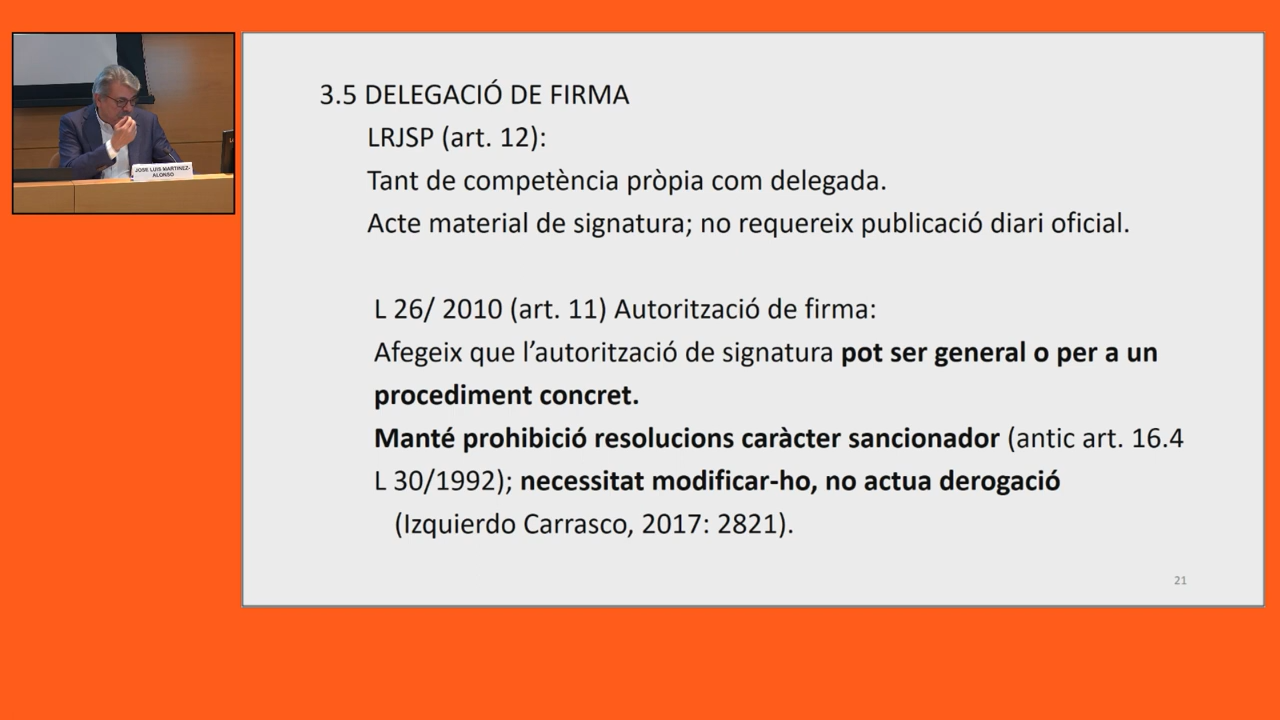 JOSE LUIS MARTINEZ-
ALONSO
3.5 DELEGACIÓ DE FIRMA
LRJSP (art. 12):
Tant de competència pròpia com delegada.
Acte material de signatura; no requereix publicació diari oficial.
L 26/ 2010 (art. 11) Autorització de firma:
Afegeix que l’autorització de signatura pot ser general o per a un
procediment concret.
Manté prohibició resolucions caràcter sancionador (antic art. 16.4
L 30/1992); necessitat modificar-ho, no actua derogació
(Izquierdo Carrasco, 2017: 2821).
21